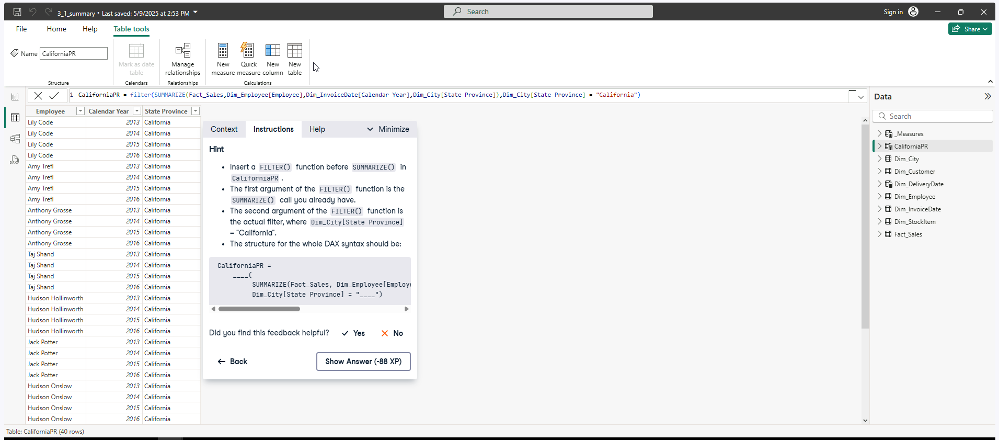 3_1_summary • Last saved: 5/9/2025 at 2:53 PM
Search
Sign in
File
Home
Help
Table tools
Share
Name
CaliforniaPR
Mark as date table
Manage relationships
New measure
Quick measure
New column
New table
Structure
Calendars
Relationships
Calculations
1 CaliforniaPR = filter(SUMMARIZE(Fact_Sales,Dim_Employee[Employee],Dim_InvoiceDate[Calendar Year],Dim_City[State Province]),Dim_City[State Province] = "California")
Employee Calendar Year State Province
Lily Code 2013 California
Lily Code 2014 California
Lily Code 2015 California
Lily Code 2016 California
Amy Trefl 2013 California
Amy Trefl 2014 California
Amy Trefl 2015 California
Amy Trefl 2016 California
Anthony Grosse 2013 California
Anthony Grosse 2014 California
Anthony Grosse 2015 California
Anthony Grosse 2016 California
Taj Shand 2013 California
Taj Shand 2014 California
Taj Shand 2015 California
Taj Shand 2016 California
Hudson Hollinworth 2013 California
Hudson Hollinworth 2014 California
Hudson Hollinworth 2015 California
Hudson Hollinworth 2016 California
Jack Potter 2013 California
Jack Potter 2014 California
Jack Potter 2015 California
Jack Potter 2016 California
Hudson Onslow 2013 California
Hudson Onslow 2014 California
Hudson Onslow 2015 California
Hudson Onslow 2016 California
Table: CaliforniaPR (40 rows)
Context
Instructions
Help
Minimize
Hint
• Insert a FILTER() function before SUMMARIZE() in
CaliforniaPR .
• The first argument of the FILTER() function is the
SUMMARIZE() call you already have.
• The second argument of the FILTER() function is
the actual filter, where Dim_City[State Province]
= "California".
• The structure for the whole DAX syntax should be:
CaliforniaPR =
____(
SUMMARIZE(Fact_Sales, Dim_Employee[Employe
Dim_City[State Province] = "____")
Did you find this feedback helpful?
Yes
No
Back
Show Answer (-88 XP)
Data
Search
_Measures
CaliforniaPR
Dim_City
Dim_Customer
Dim_DeliveryDate
Dim_Employee
Dim_InvoiceDate
Dim_StockItem
Fact_Sales
DAX